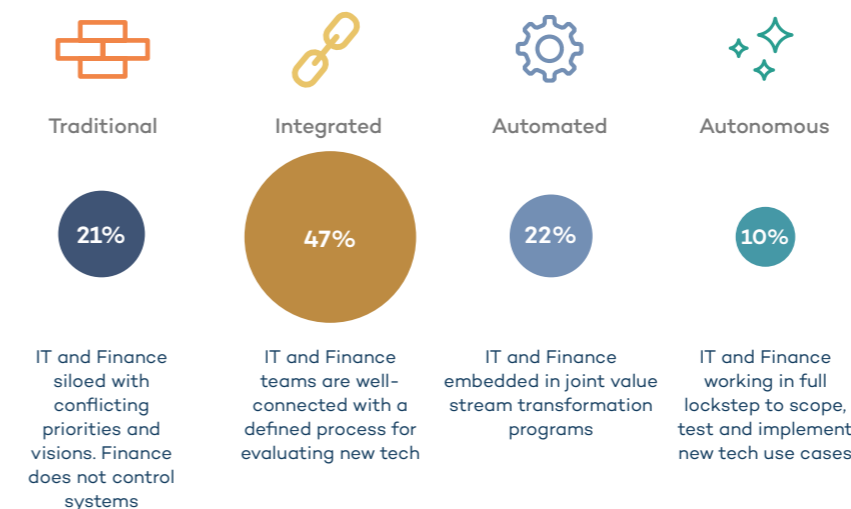 Traditional
Integrated
Automated
Autonomous
21%
47%
22%
10%
IT and Finance
siloed with
conflicting
priorities and
visions. Finance
does not control
systems
IT and Finance
teams are well-
connected with a
defined process for
evaluating new tech
IT and Finance
embedded in joint value
stream transformation
programs
IT and Finance
working in full
lockstep to scope,
test and implement
new tech use cases